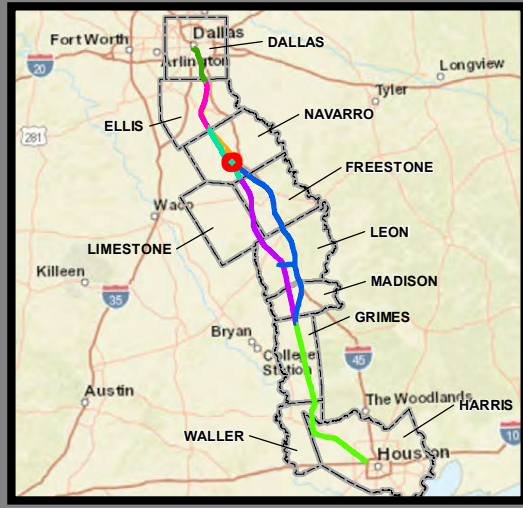 Fort Worth
Dallas
DALLAS
Arlington
20
Longview
Tyler
ELLIS
NAVARRO
281
FREESTONE
Waco
LEON
LIMESTONE
Killeen
MADISON
35
GRIMES
Bryan
College
Station
45
Austin
The Woodlands
HARRIS
WALLER
Houston
10